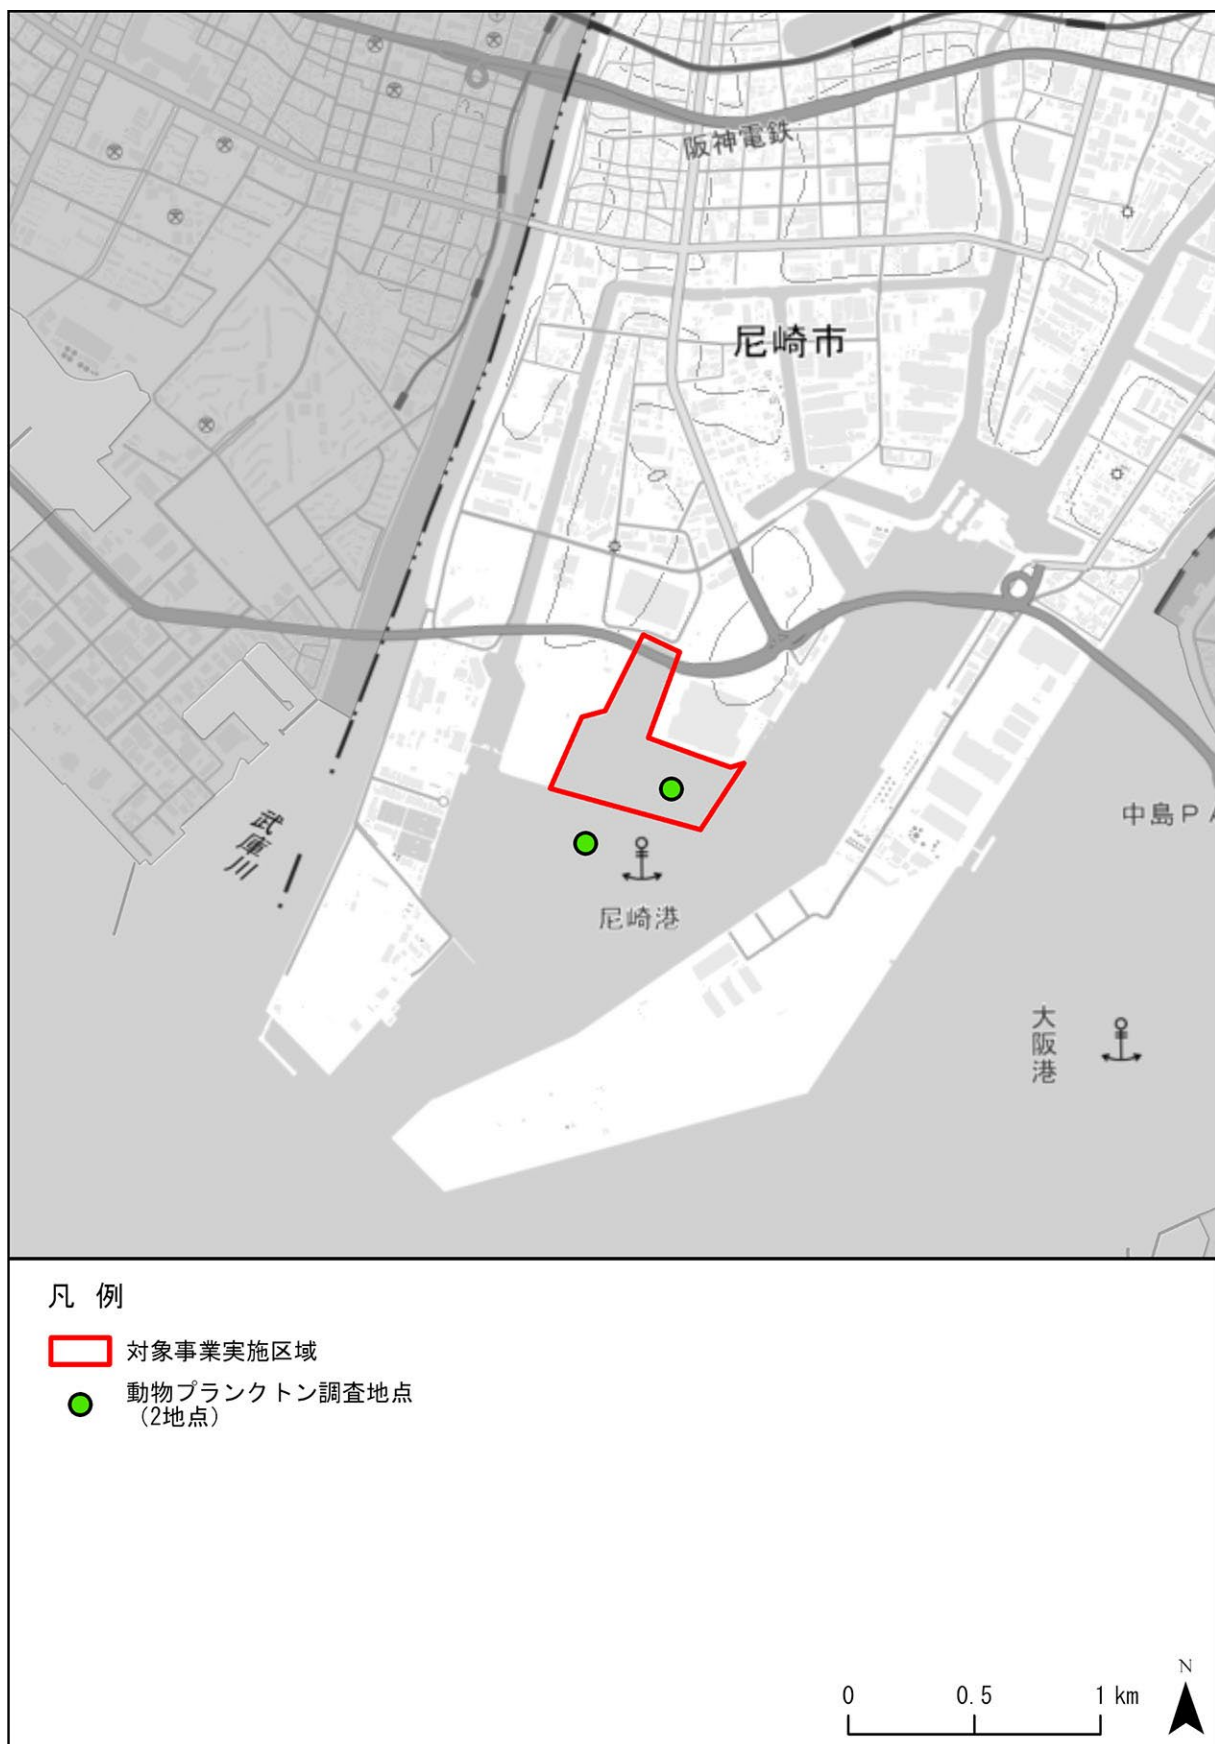 阪神電鉄
尼崎市
中島PA
武庫川
尼崎港
大阪港
凡 例
対象事業実施区域
動物プランクトン調査地点
(2地点)
N
0 0.5 1 km